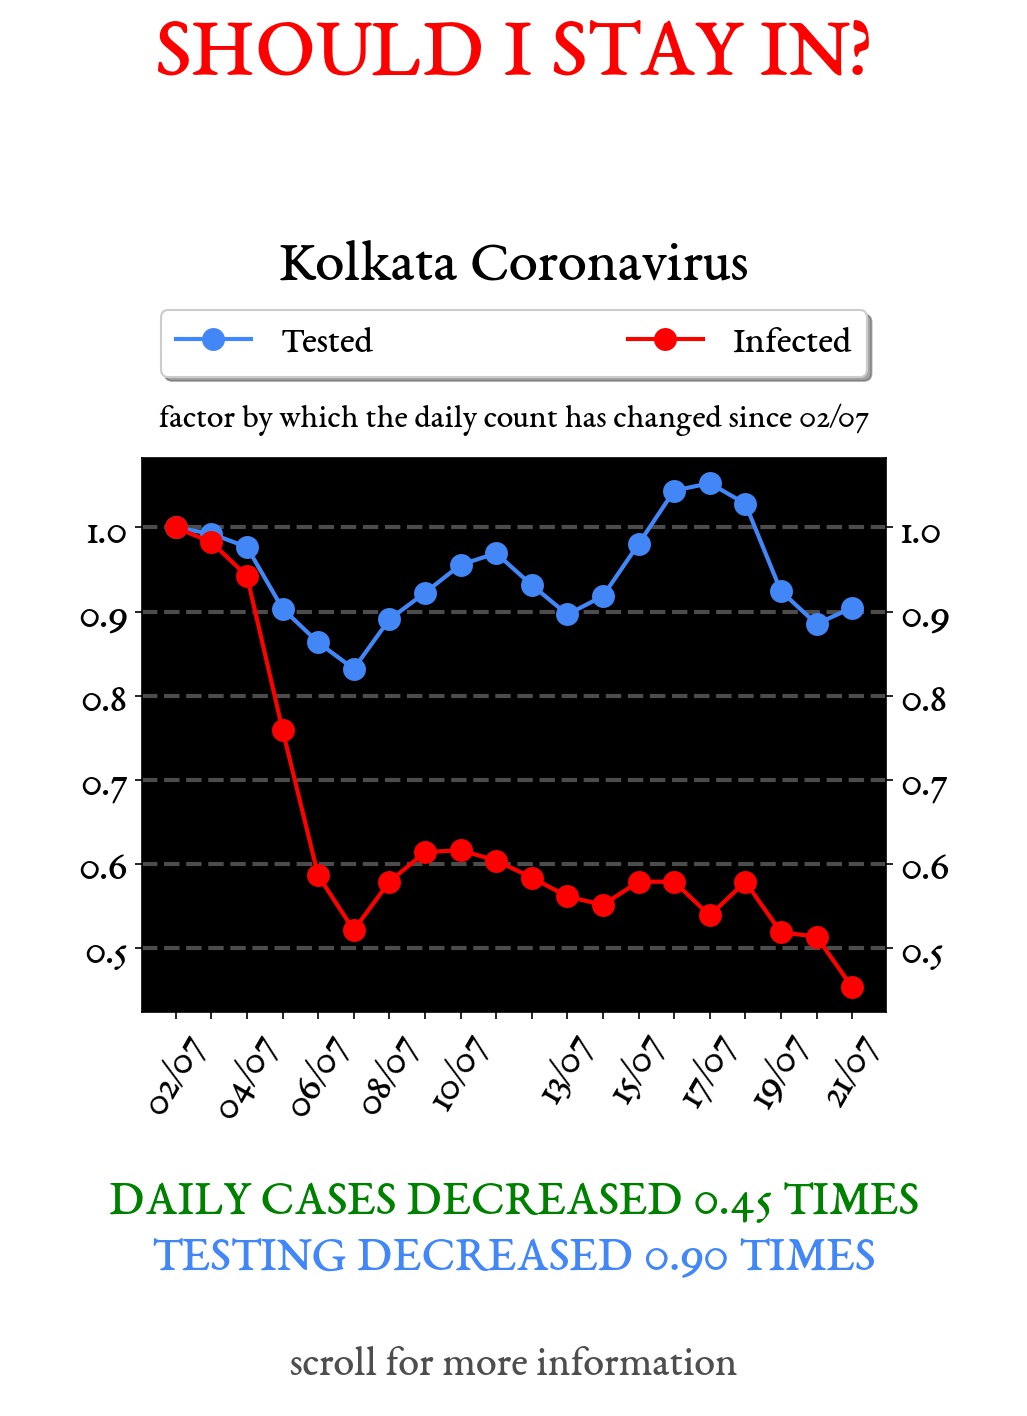 SHOULD I STAY IN?
Kolkata Coronavirus
Tested Infected
factor by which the daily count has changed since 02/07
1.0 1.0
0.9 0.9
0.8 0.8
0.7 0.7
0.6 0.6
0.5 0.5
02/07 04/07 06/07 08/07 10/07 13/07 15/07 17/07 19/07 21/07
DAILY CASES DECREASED 0.45 TIMES
TESTING DECREASED 0.90 TIMES
scroll for more information